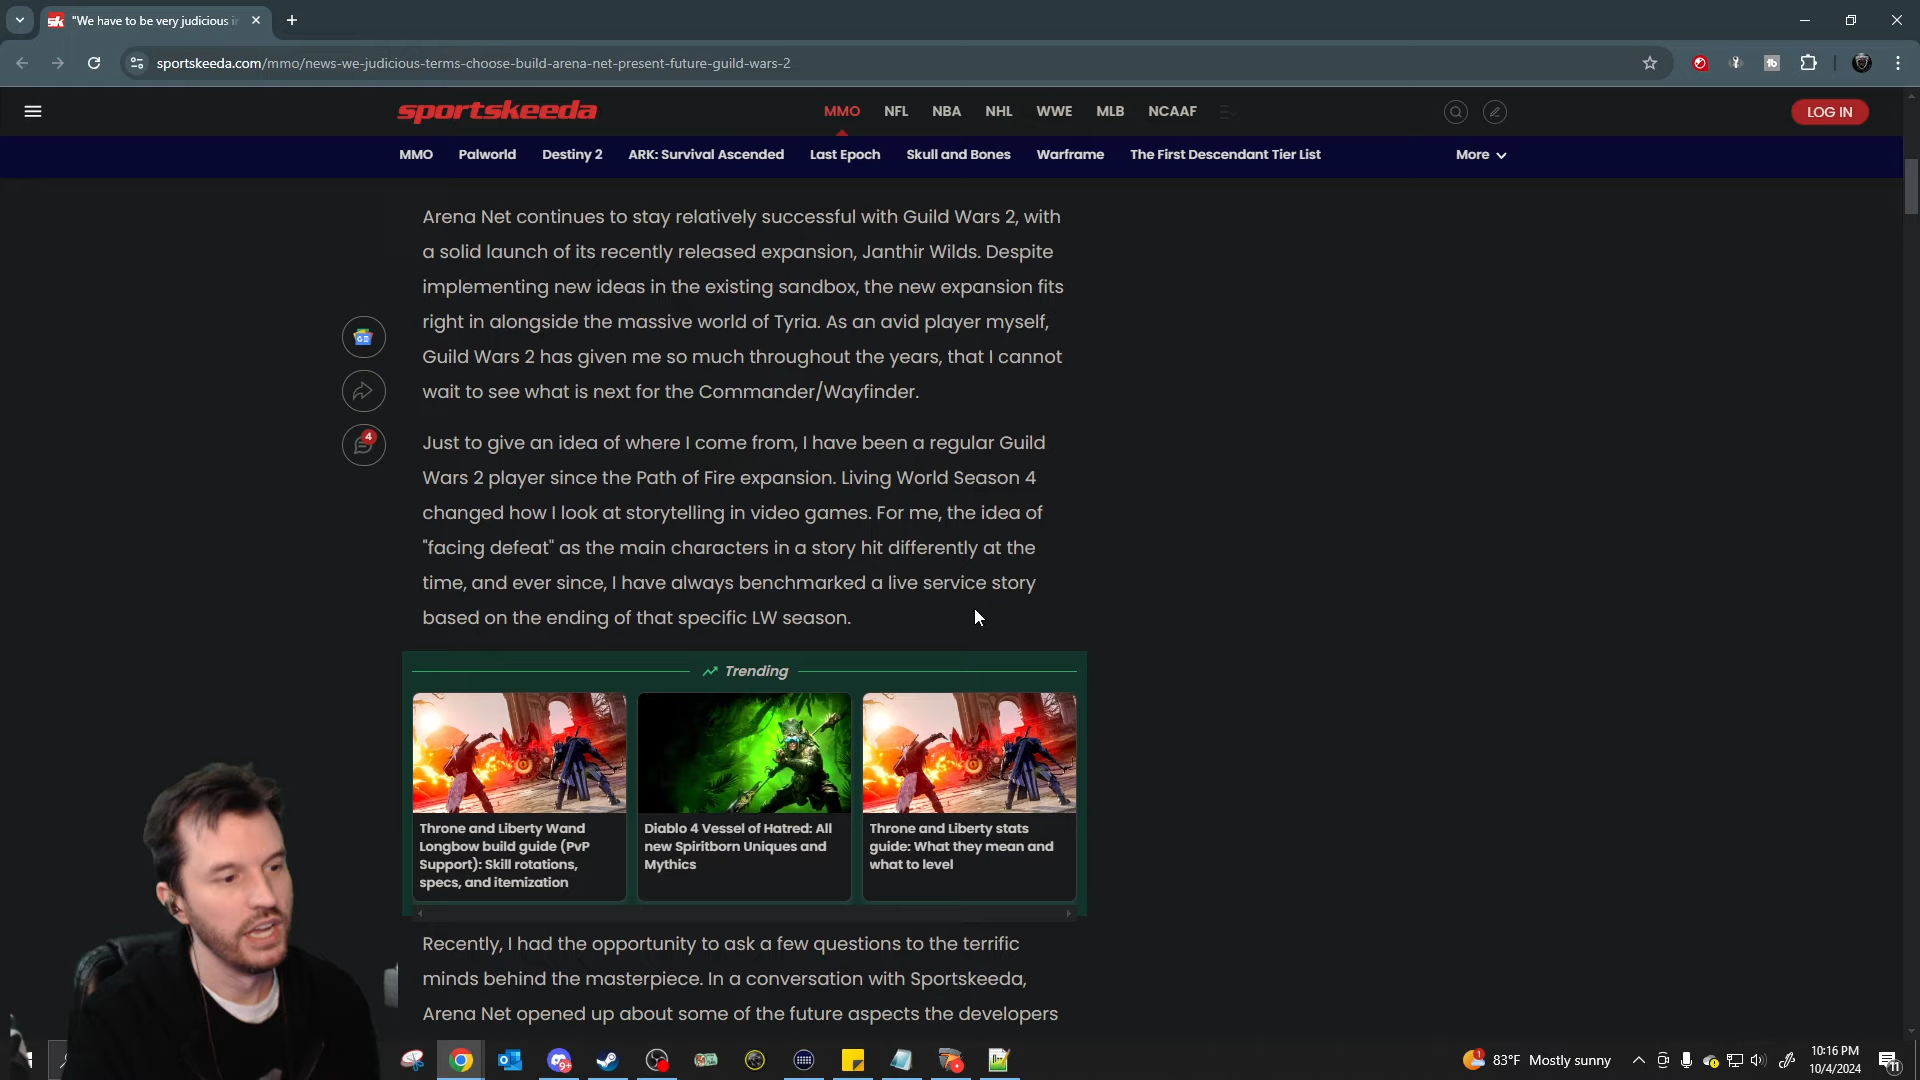 "We have to be very judicious i
sportskeeda.com/mmo/news-we-judicious-terms-choose-build-arena-net-present-future-guild-wars-2
sportskeeda
MMO NFL NBA NHL WWE MLB NCAAF
LOG IN
MMO Palworld Destiny 2 ARK: Survival Ascended Last Epoch Skull and Bones Warframe The First Descendant Tier List More
Arena Net continues to stay relatively successful with Guild Wars 2, with
a solid launch of its recently released expansion, Janthir Wilds. Despite
implementing new ideas in the existing sandbox, the new expansion fits
right in alongside the massive world of Tyria. As an avid player myself,
Guild Wars 2 has given me so much throughout the years, that I cannot
wait to see what is next for the Commander/Wayfinder.
4
Just to give an idea of where I come from, I have been a regular Guild
Wars 2 player since the Path of Fire expansion. Living World Season 4
changed how I look at storytelling in video games. For me, the idea of
"facing defeat" as the main characters in a story hit differently at the
time, and ever since, I have always benchmarked a live service story
based on the ending of that specific LW season.
Trending
Throne and Liberty Wand
Longbow build guide (PvP
Support): Skill rotations,
specs, and itemization
Diablo 4 Vessel of Hatred: All
new Spiritborn Uniques and
Mythics
Throne and Liberty stats
guide: What they mean and
what to level
Recently, I had the opportunity to ask a few questions to the terrific
minds behind the masterpiece. In a conversation with Sportskeeda,
Arena Net opened up about some of the future aspects the developers
9+
1
83°F Mostly sunny
10:16 PM
10/4/2024
11